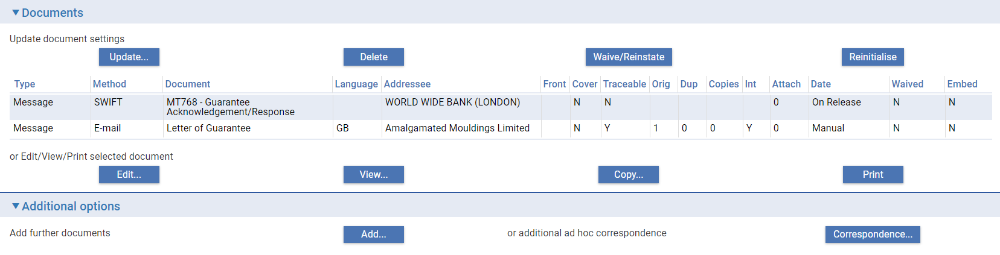 Documents
Update document settings
Update... Delete Waive/Reinstate Reinitialise
Type Method Document Language Addressee Front Cover Traceable Orig Dup Copies Int Attach Date Waived Embed
Message SWIFT MT768 - Guarantee WORLD WIDE BANK (LONDON) N N 0 On Release N N
Acknowledgement/Response
Message E-mail Letter of Guarantee GB Amalgamated Mouldings Limited N Y 1 0 0 Y 0 Manual N N
or Edit/View/Print selected document
Edit... View... Copy... Print
Additional options
Add further documents Add... or additional ad hoc correspondence Correspondence...